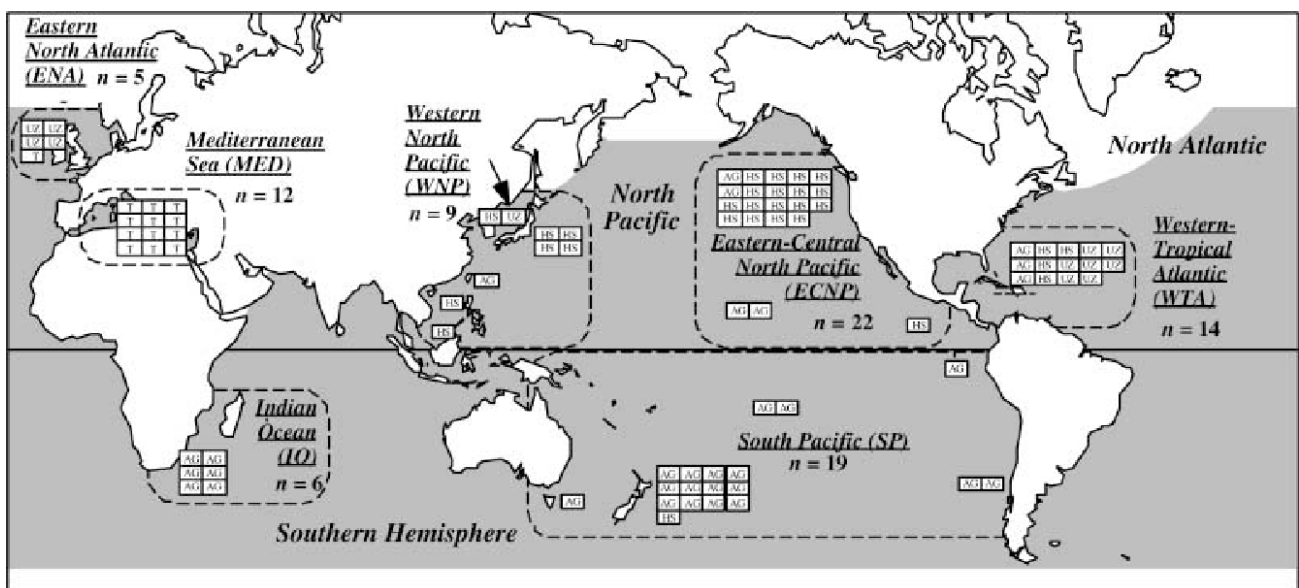 Eastern
North Atlantic
(ENA) n = 5
UZ UZ
UZ UZ
T
Mediterranean
Sea (MED)
n = 12
T T T
T T T
T T T
T T T
Western
North
Pacific
(WNP)
n = 9
HS UZ
HS HS
HS HS
AG
HS
HS
North
Pacific
AG HS HS HS HS
AG HS HS HS HS
HS HS HS HS HS
HS HS HS HS
Eastern-Central
North Pacific
(ECNP)
n = 22
AG AG
HS
North Atlantic
AG HS HS UZ UZ
AG HS UZ UZ UZ
AG HS UZ UZ
Western-
Tropical
Atlantic
(WTA)
n = 14
Indian
Ocean
(IO)
n = 6
AG AG
AG AG
AG AG
Southern Hemisphere
AG
AG AG
South Pacific (SP)
n = 19
AG AG
AG
AG AG AG AG
AG AG AG AG
AG AG AG AG
HS